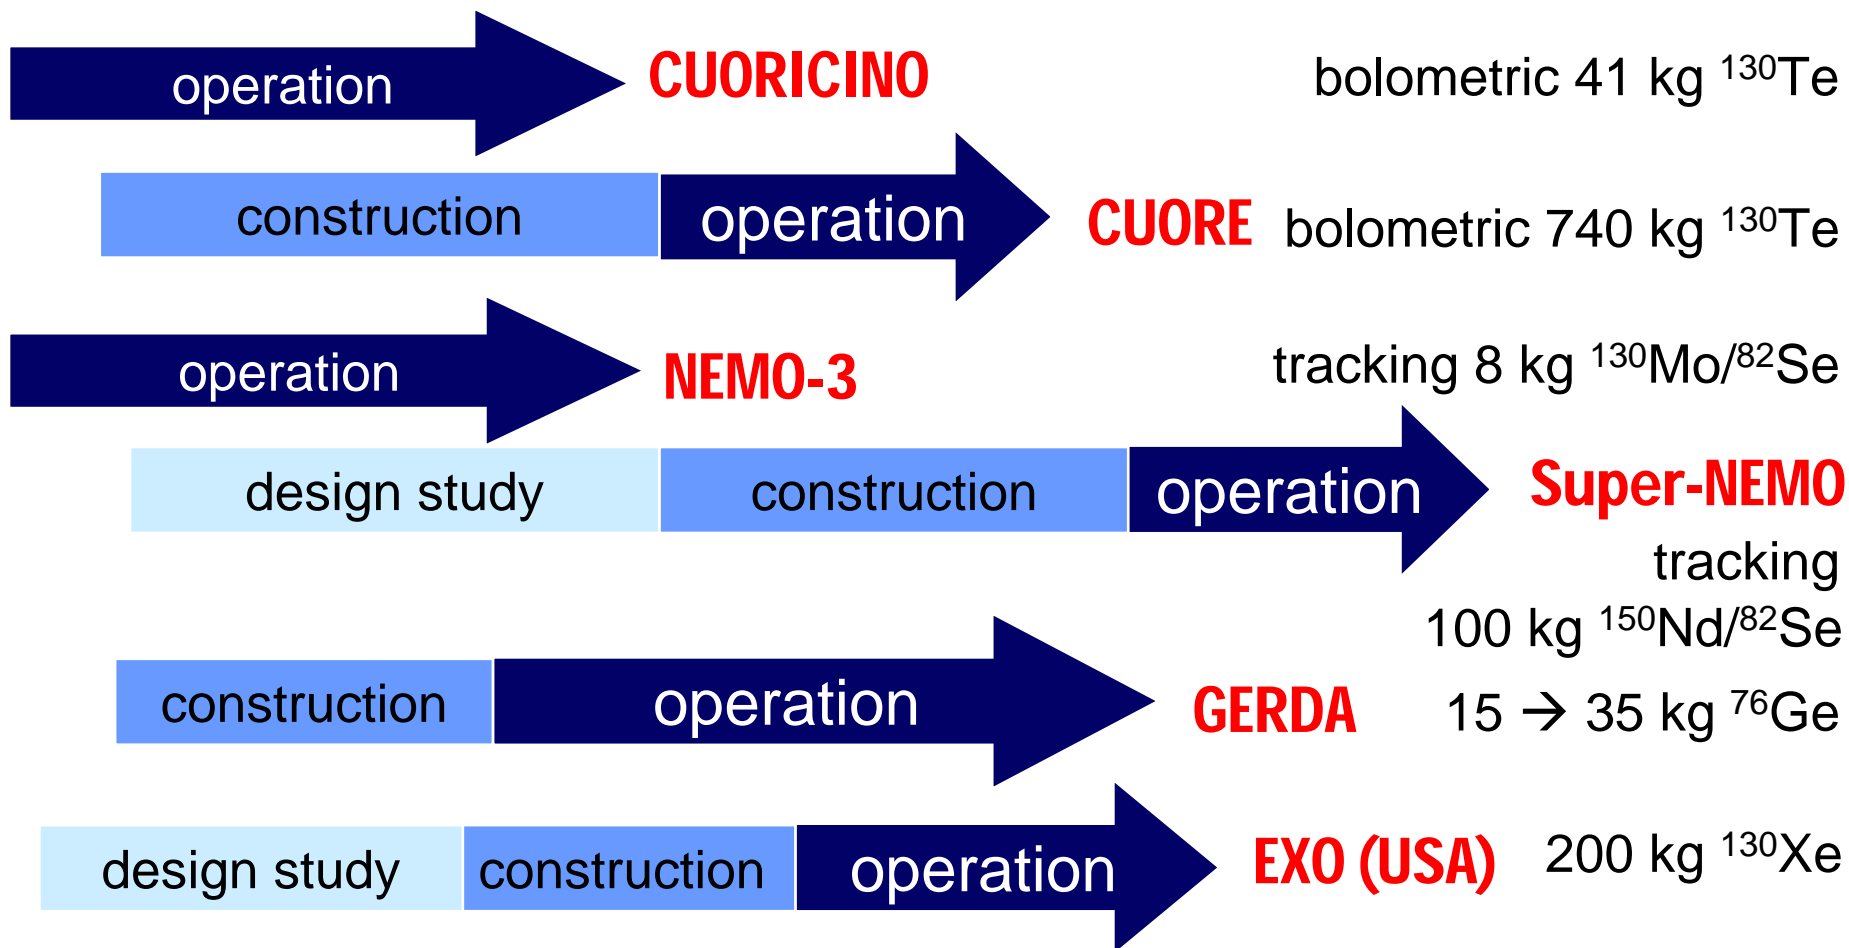 operation CUORICINO bolometric 41 kg ¹³⁰Te
construction operation CUORE bolometric 740 kg ¹³⁰Te
operation NEMO-3 tracking 8 kg ¹³⁰Mo/⁸²Se
design study construction operation Super-NEMO
tracking
100 kg ¹⁵⁰Nd/⁸²Se
construction operation GERDA 15 → 35 kg ⁷⁶Ge
design study construction operation EXO (USA) 200 kg ¹³⁰Xe